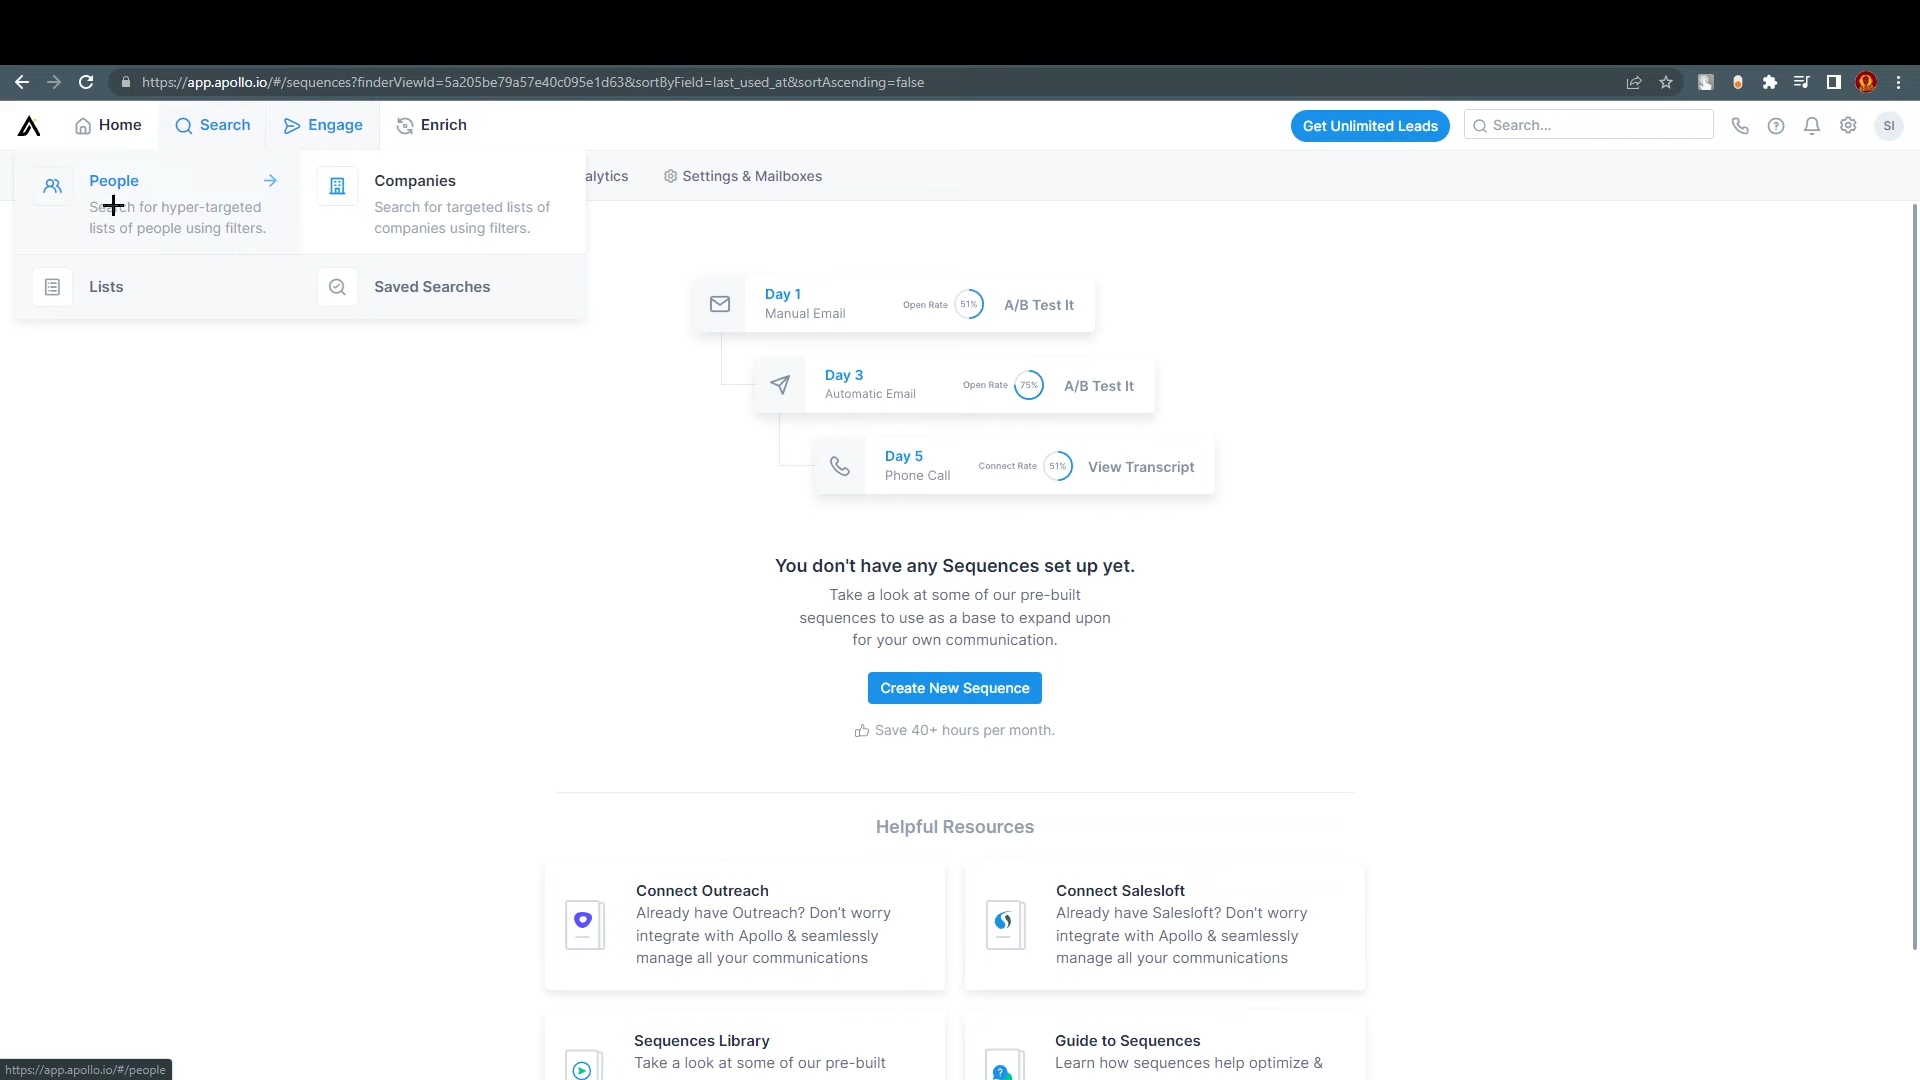 https://app.apollo.io/#/sequences?finderViewId=5a205be79a57e40c095e1d63&sortByField=last_used_at&sortAscending=false
Home
Search
Engage
Enrich
Get Unlimited Leads
Search...
SI
People
Search for hyper-targeted
lists of people using filters.
Companies
Search for targeted lists of
companies using filters.
alytics
Settings & Mailboxes
Lists
Saved Searches
Day 1
Manual Email
Open Rate
51%
A/B Test It
Day 3
Automatic Email
Open Rate
75%
A/B Test It
Day 5
Phone Call
Connect Rate
51%
View Transcript
You don't have any Sequences set up yet.
Take a look at some of our pre-built
sequences to use as a base to expand upon
for your own communication.
Create New Sequence
Save 40+ hours per month.
Helpful Resources
Connect Outreach
Already have Outreach? Don’t worry
integrate with Apollo & seamlessly
manage all your communications
Connect Salesloft
Already have Salesloft? Don't worry
integrate with Apollo & seamlessly
manage all your communications
Sequences Library
Take a look at some of our pre-built
Guide to Sequences
Learn how sequences help optimize &
https://app.apollo.io/#/people